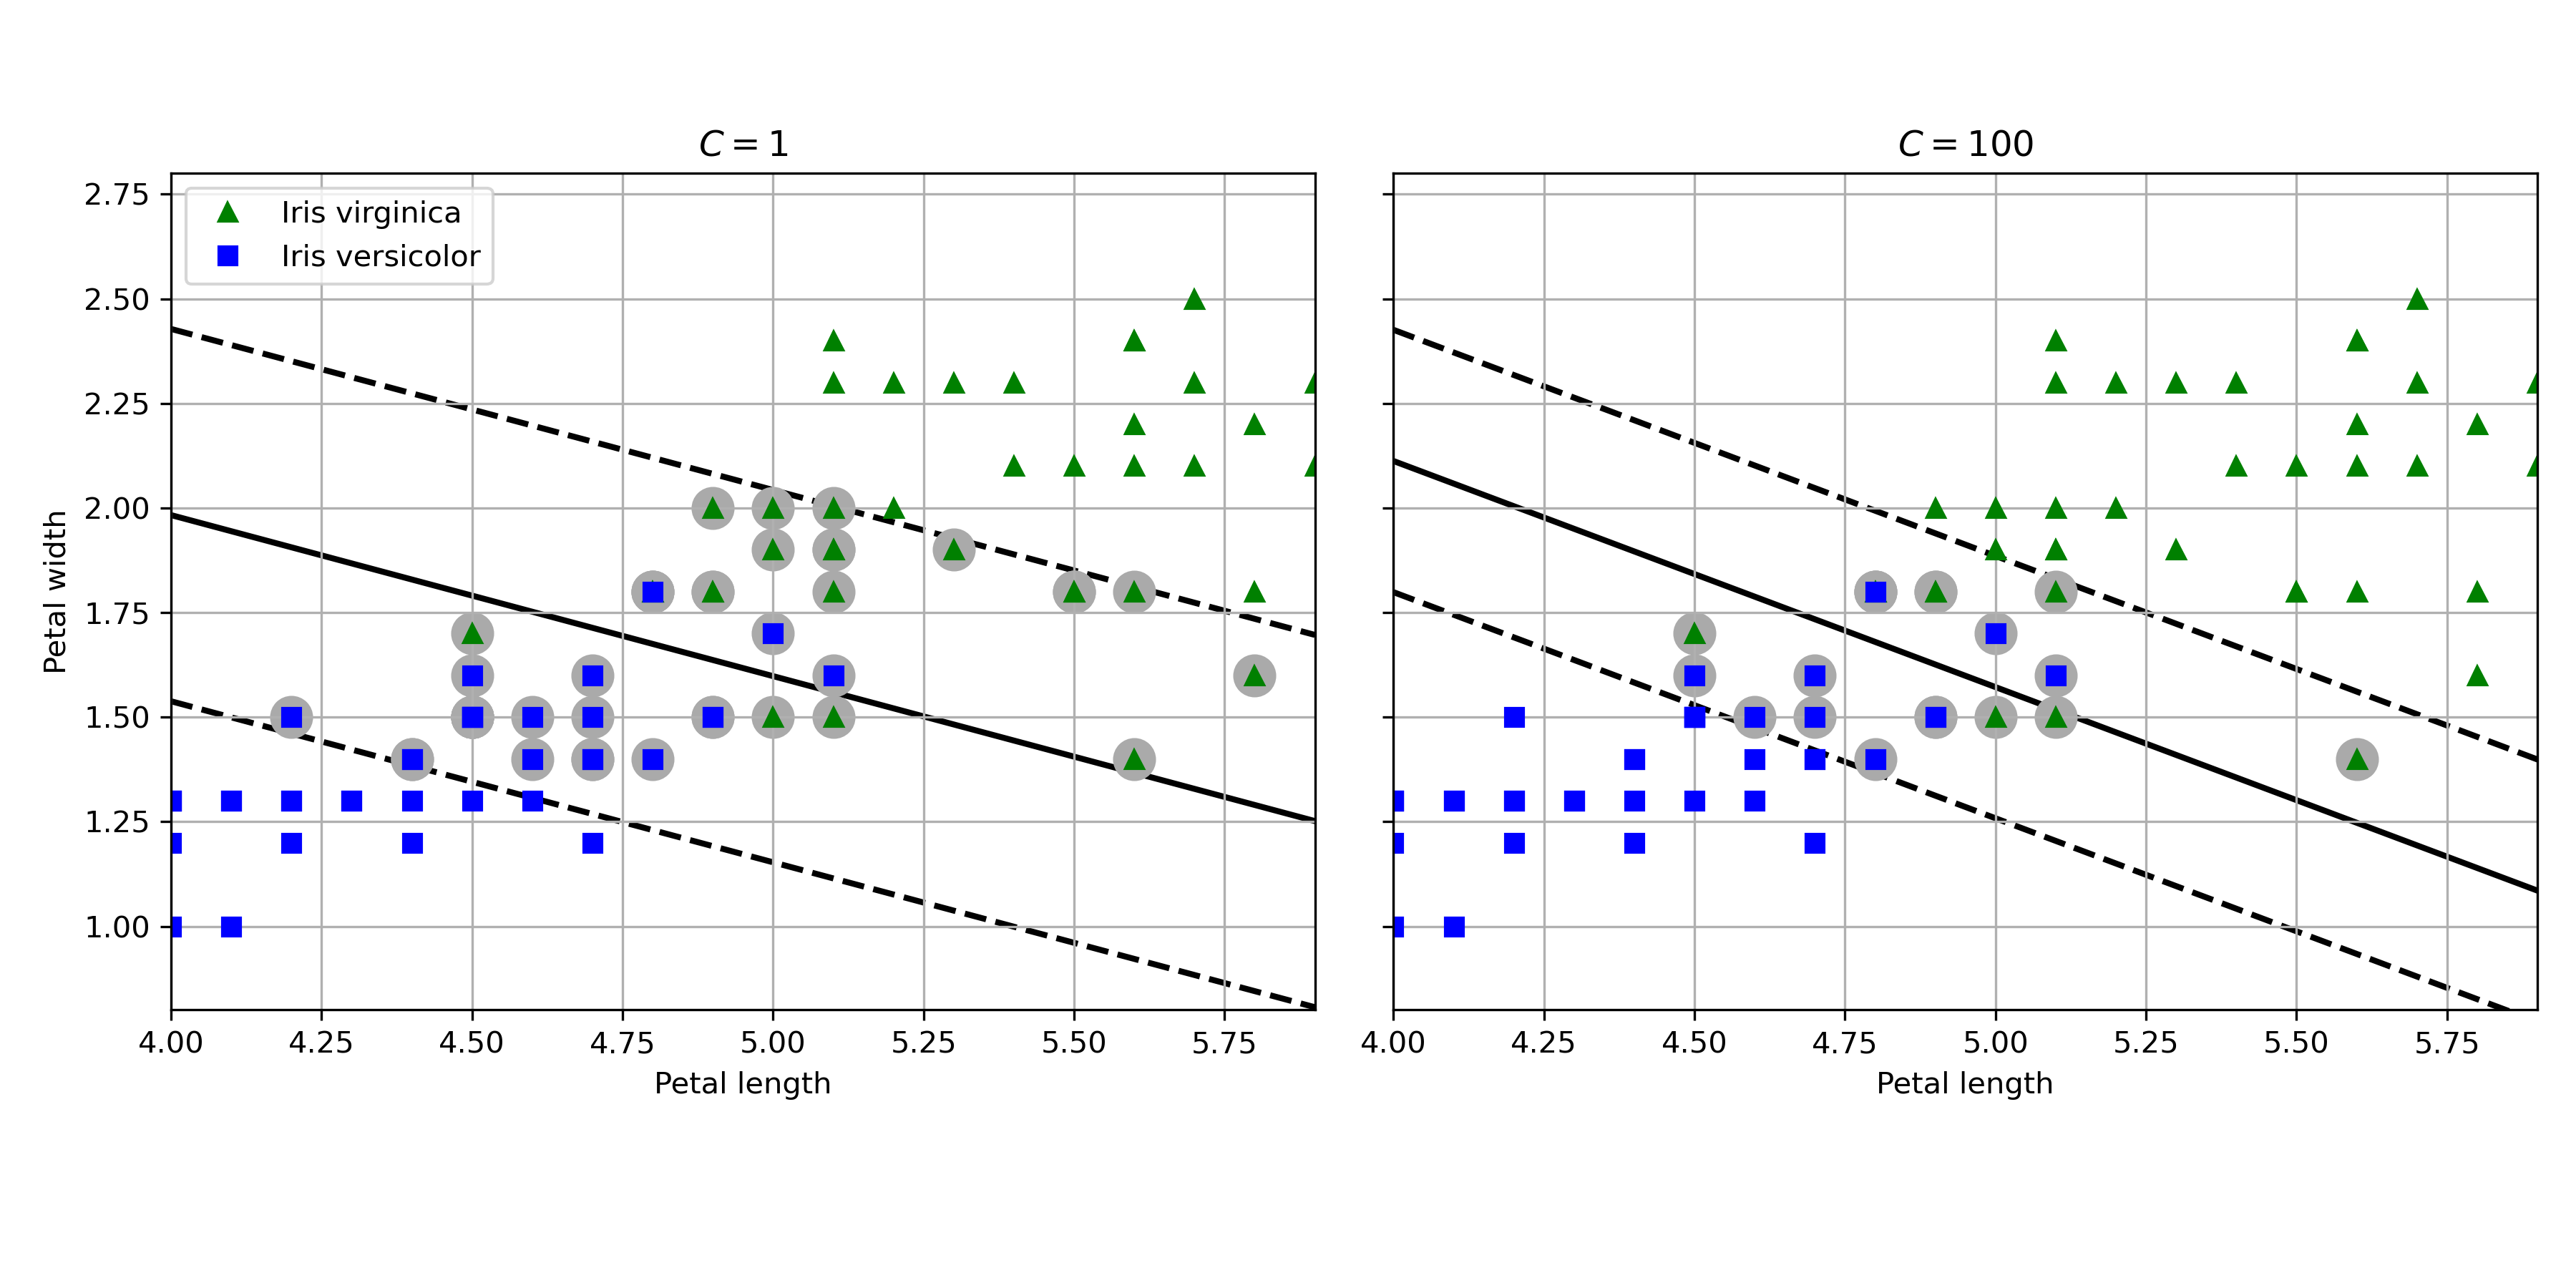 C = 1
C = 100
Iris virginica
Iris versicolor
2.75
2.50
2.25
2.00
1.75
1.50
1.25
1.00
Petal width
4.00 4.25 4.50 4.75 5.00 5.25 5.50 5.75
4.00 4.25 4.50 4.75 5.00 5.25 5.50 5.75
Petal length
Petal length